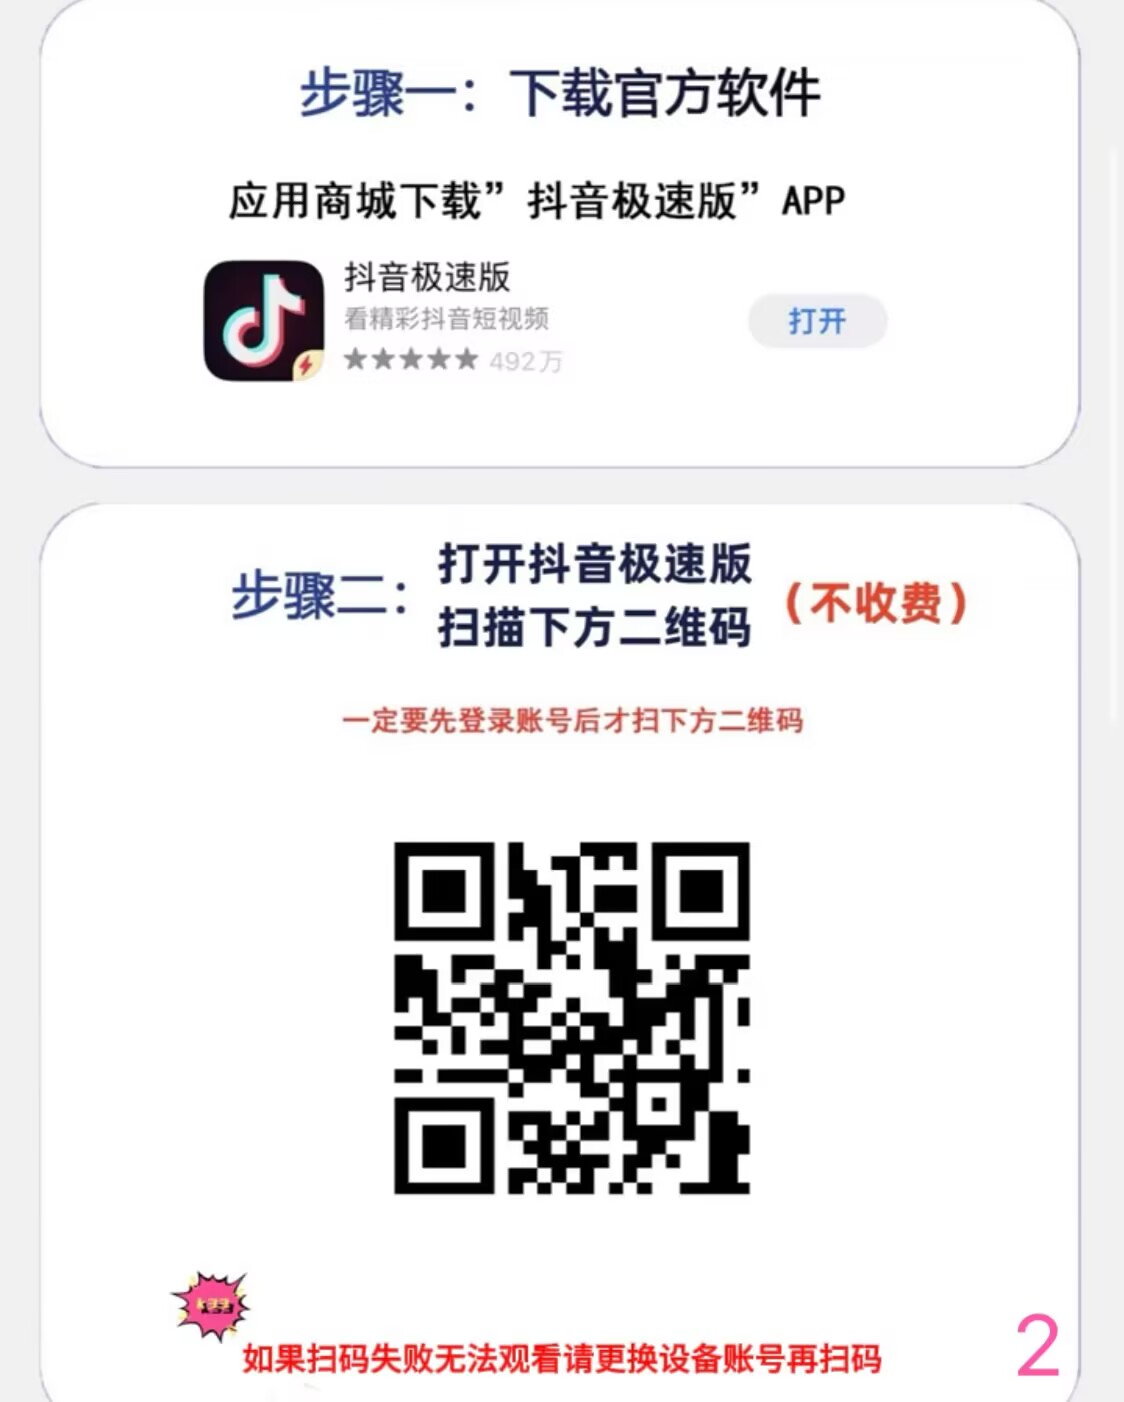 步骤一：下载官方软件
应用商城下载”抖音极速版”APP
抖音极速版
看精彩抖音短视频
492万
打开
步骤二：
打开抖音极速版
扫描下方二维码
（不收费）
一定要先登录账号后才扫下方二维码
如果扫码失败无法观看请更换设备账号再扫码
2